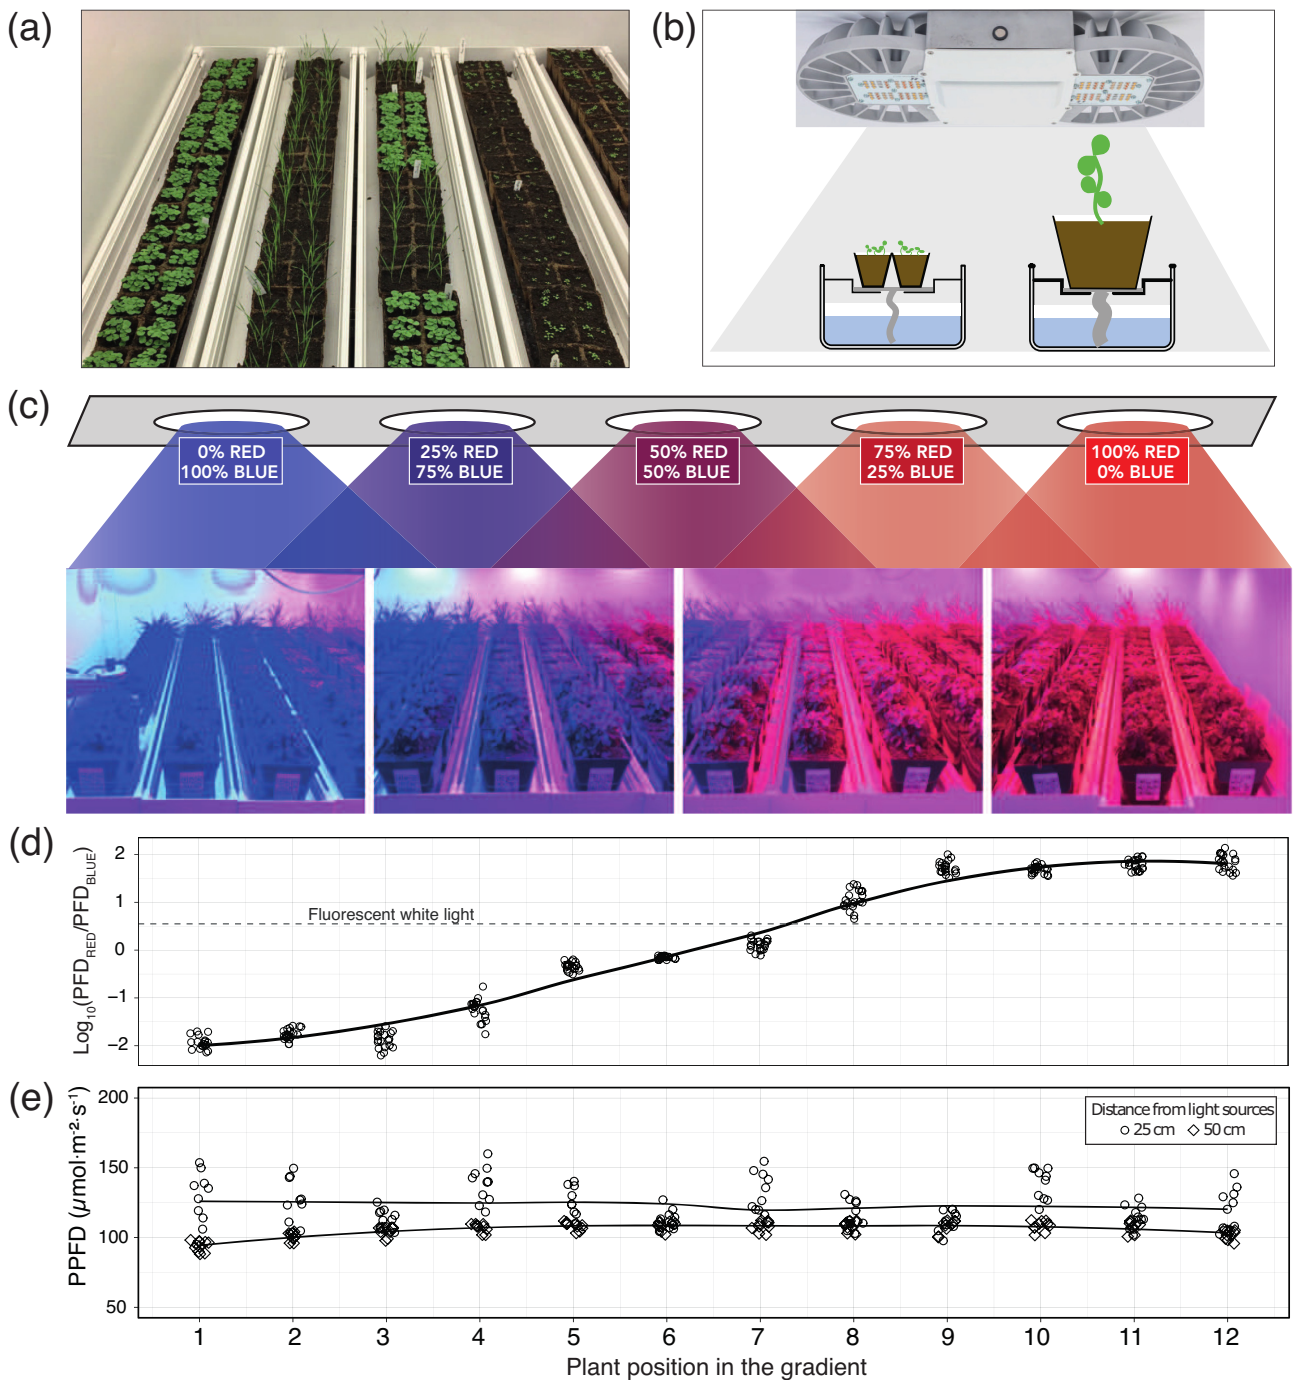 (a)
(b)
(c)
0% RED
100% BLUE
25% RED
75% BLUE
50% RED
50% BLUE
75% RED
25% BLUE
100% RED
0% BLUE
(d)
Log₁₀(PFD_RED/PFD_BLUE)
2
1
0
−1
−2
Fluorescent white light
(e)
PPFD (µmol·m⁻²·s⁻¹)
200
150
100
50
Distance from light sources
25 cm 50 cm
1 2 3 4 5 6 7 8 9 10 11 12
Plant position in the gradient